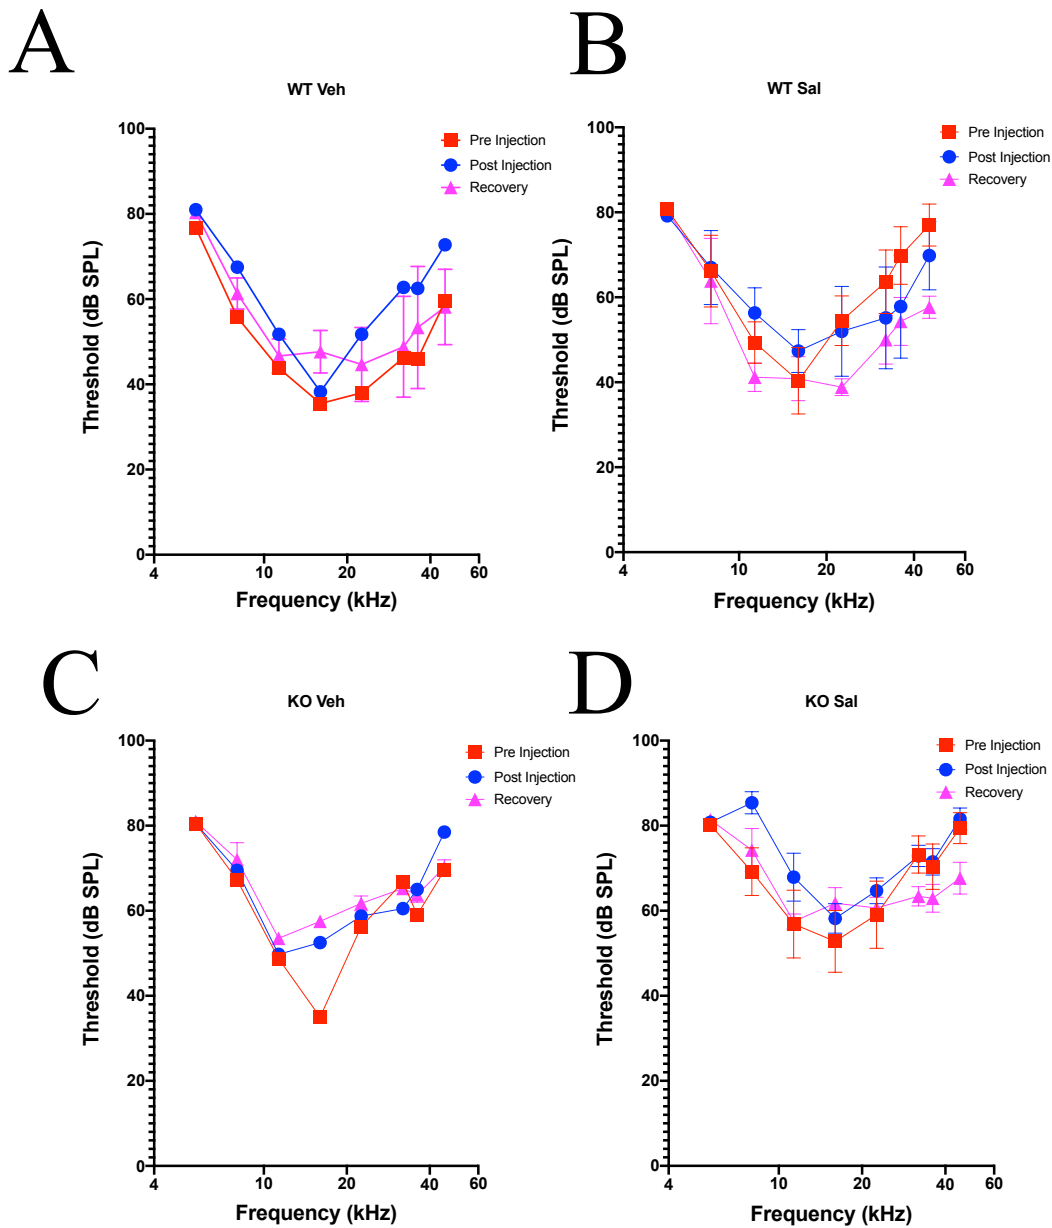 A
WT Veh
Pre Injection
Post Injection
Recovery
Threshold (dB SPL)
100
80
60
40
20
0
4
10
20
40
60
Frequency (kHz)
B
WT Sal
Pre Injection
Post Injection
Recovery
Threshold (dB SPL)
100
80
60
40
20
0
4
10
20
40
60
Frequency (kHz)
C
KO Veh
Pre Injection
Post Injection
Recovery
Threshold (dB SPL)
100
80
60
40
20
0
4
10
20
40
60
Frequency (kHz)
D
KO Sal
Pre Injection
Post Injection
Recovery
Threshold (dB SPL)
100
80
60
40
20
0
4
10
20
40
60
Frequency (kHz)